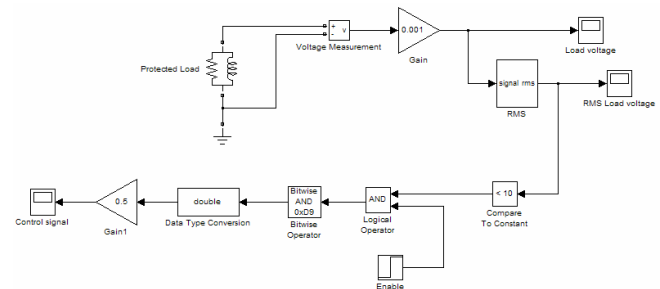 +
-
v
Voltage Measurement
0.001
Gain
Load voltage
Protected Load
signal rms
RMS
RMS Load voltage
Control signal
0.5
Gain1
double
Data Type Conversion
Bitwise
AND
0xD9
Bitwise
Operator
AND
Logical
Operator
< 10
Compare
To Constant
Enable